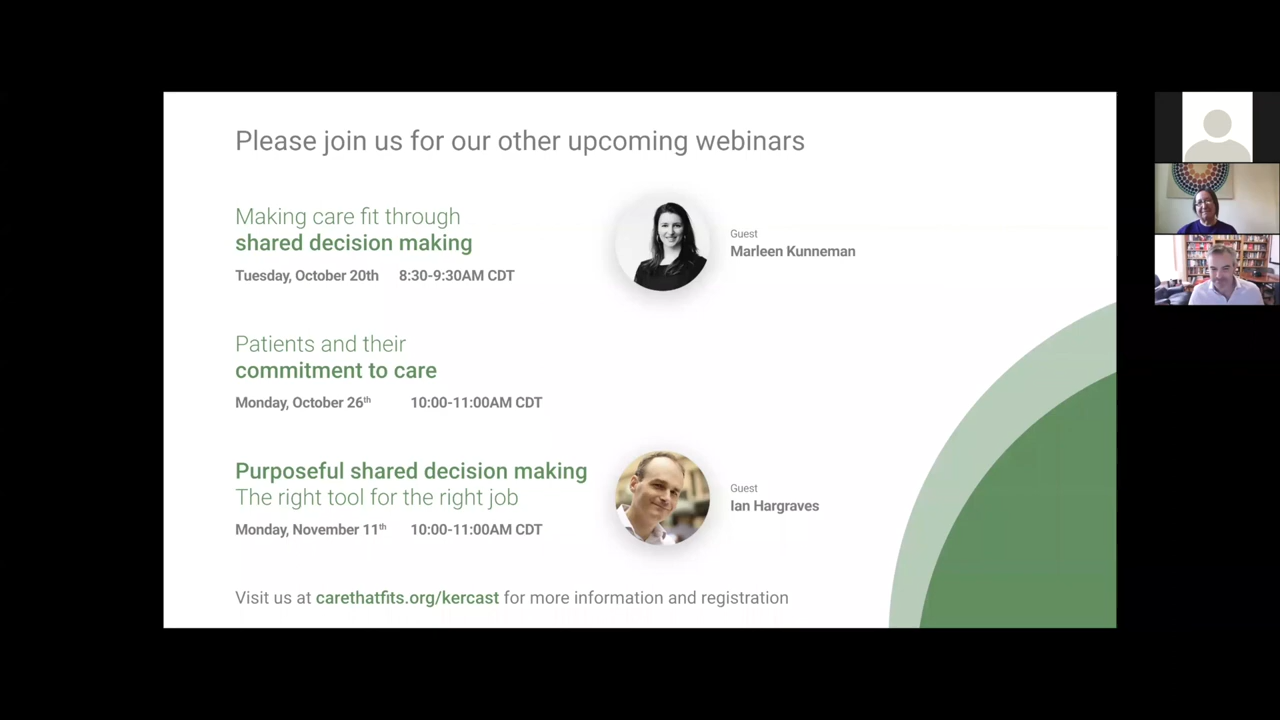 Please join us for our other upcoming webinars
Making care fit through
shared decision making
Tuesday, October 20th 8:30-9:30AM CDT
Guest
Marleen Kunneman
Patients and their
commitment to care
Monday, October 26th 10:00-11:00AM CDT
Purposeful shared decision making
The right tool for the right job
Monday, November 11th 10:00-11:00AM CDT
Guest
Ian Hargraves
Visit us at carethatfits.org/kercast for more information and registration